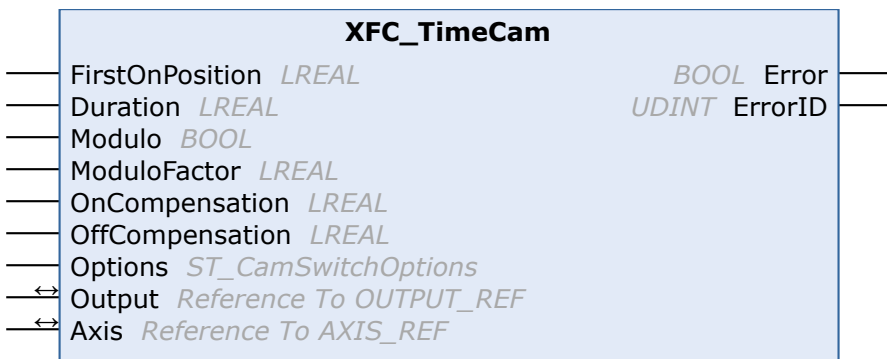 XFC_TimeCam
FirstOnPosition LREAL BOOL Error
Duration LREAL UDINT ErrorID
Modulo BOOL
ModuloFactor LREAL
OnCompensation LREAL
OffCompensation LREAL
Options ST_CamSwitchOptions
↔ Output Reference To OUTPUT_REF
↔ Axis Reference To AXIS_REF